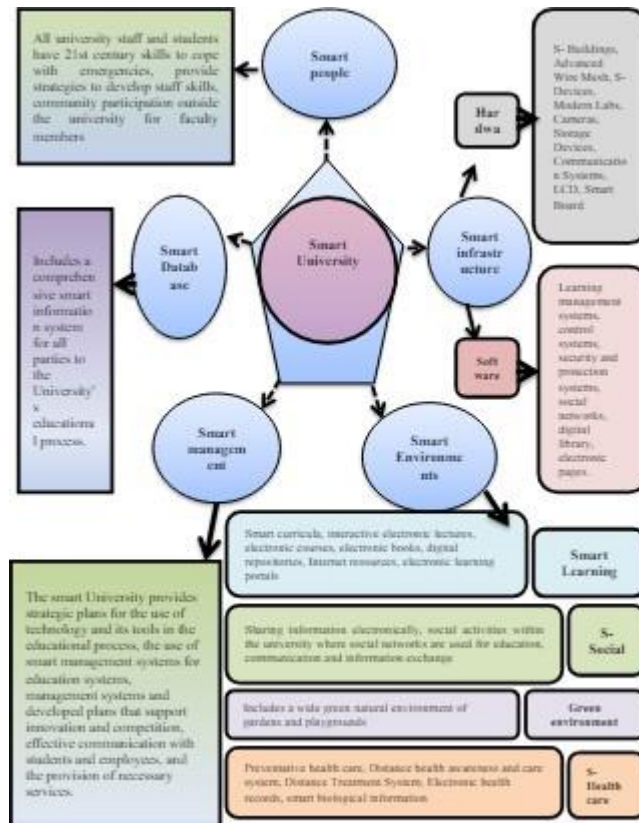 All university staff and students
have 21st century skills to cope
with emergencies, provide
strategies to develop staff skills,
community participation outside
the university for faculty
members
Smart
people
Har
dwa
S- Buildings,
Advanced
Wire Mesh, S-
Devices,
Modern Labs,
Cameras,
Storage
Devices,
Communicatio
n Systems,
LCD, Smart
Board
Includes a
comprehen
sive smart
informatio
n system
for all
parties to
the
University's
educationa
l process.
Smart
Datab
ase
Smart
University
Smart
infrastr
ucture
Soft
ware
Learning
management
systems,
control
systems,
security and
protection
systems,
social
networks,
digital
library,
electronic
pages.
Smart
managem
ent
Smart
Environme
nts
The smart University provides
strategic plans for the use of
technology and its tools in the
educational process, the use of
smart management systems for
education systems,
management systems and
developed plans that support
innovation and competition,
effective communication with
students and employees, and
the provision of necessary
services.
Smart curricula, interactive electronic lectures,
electronic courses, electronic books, digital
repositories, Internet resources, electronic learning
portals
Smart
Learning
Sharing information electronically, social activities within
the university where social networks are used for education,
communication and information exchange
S-
Social
Includes a wide green natural environment of
gardens and playgrounds
Green
environment
Preventative health care, Distance health awareness and care
system, Distance Treatment System, Electronic health
records, smart biological information
S-
Health
care